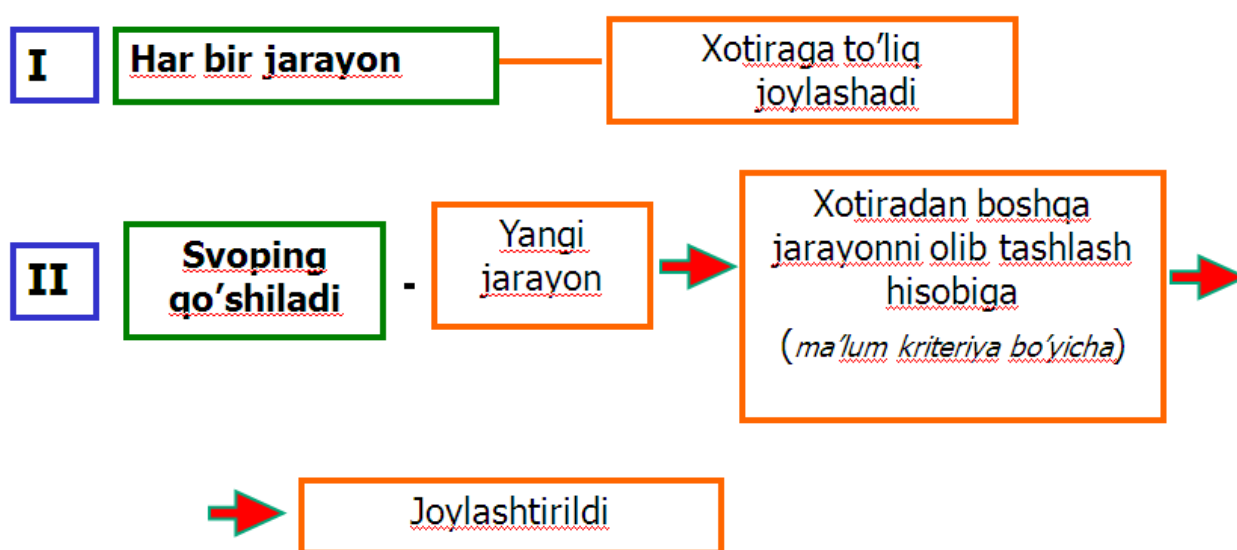 I
Har bir jarayon
Xotiraga to’liq
joylashadi
II
Svoping
qo’shiladi
-
Yangi
jarayon
Xotiradan boshqa
jarayonni olib tashlash
hisobiga
(ma’lum kriteriya bo’yicha)
Joylashtirildi